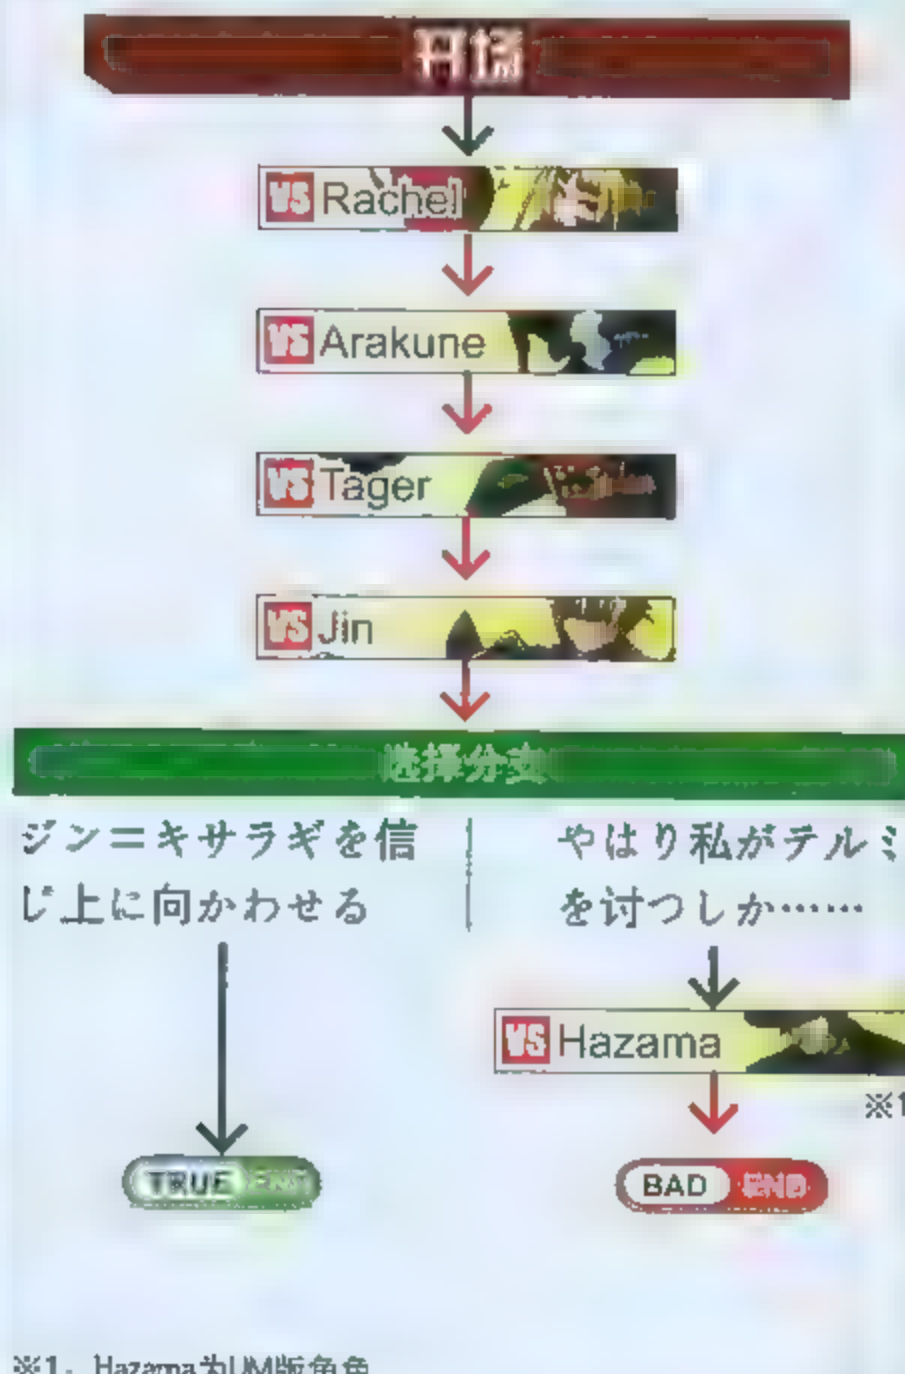 开场
VS Rachel
VS Arakune
VS Tager
VS Jin
选择分支
ジン＝キサラギを信
じ上に向かわせる
やはり私がテルミ
を討つしか……
VS Hazama
※1
TRUE END
BAD END
※1. Hazama为UM版角色